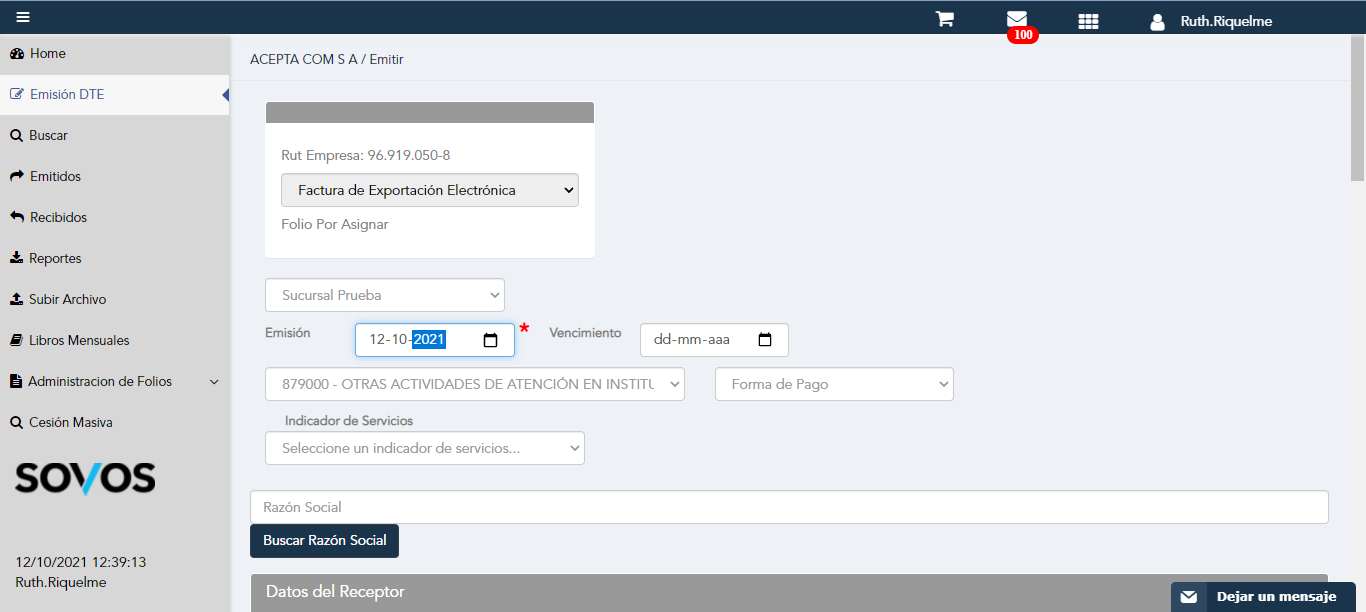 Ruth.Riquelme
100
Home
ACEPTA COM S A / Emitir
Emisión DTE
Buscar
Emitidos
Recibidos
Reportes
Subir Archivo
Libros Mensuales
Administracion de Folios
Cesión Masiva
SOVOS
12/10/2021 12:39:13
Ruth.Riquelme
Rut Empresa: 96.919.050-8
Factura de Exportación Electrónica
Folio Por Asignar
Sucursal Prueba
Emisión 12-10-2021 * Vencimiento dd-mm-aaa
879000 - OTRAS ACTIVIDADES DE ATENCIÓN EN INSTITU Forma de Pago
Indicador de Servicios
Seleccione un indicador de servicios...
Razón Social
Buscar Razón Social
Datos del Receptor
Dejar un mensaje